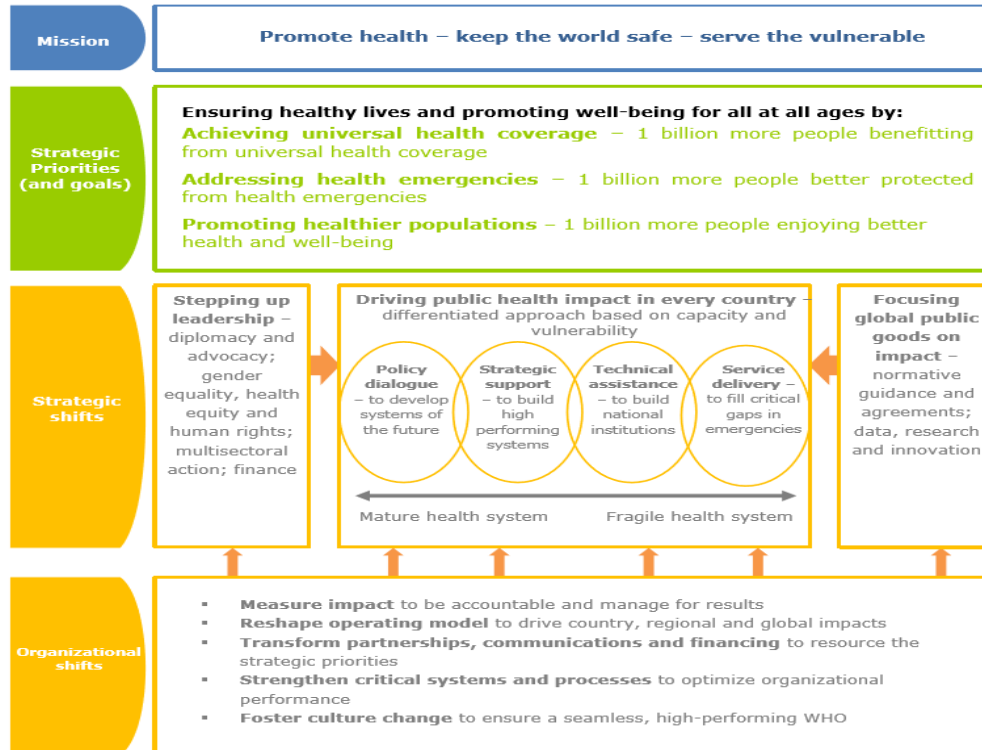 Mission
Promote health – keep the world safe – serve the vulnerable
Strategic
Priorities
(and goals)
Ensuring healthy lives and promoting well-being for all at all ages by:
Achieving universal health coverage – 1 billion more people benefitting
from universal health coverage
Addressing health emergencies – 1 billion more people better protected
from health emergencies
Promoting healthier populations – 1 billion more people enjoying better
health and well-being
Strategic
shifts
Stepping up
leadership –
diplomacy and
advocacy;
gender
equality, health
equity and
human rights;
multisectoral
action; finance
Driving public health impact in every country –
differentiated approach based on capacity and
vulnerability
Policy
dialogue
– to develop
systems of
the future
Strategic
support –
to build
high
performing
systems
Technical
assistance
– to build
national
institutions
Service
delivery –
to fill critical
gaps in
emergencies
Mature health system
Fragile health system
Focusing
global public
goods on
impact –
normative
guidance and
agreements;
data, research
and innovation
Organizational
shifts
▪ Measure impact to be accountable and manage for results
▪ Reshape operating model to drive country, regional and global impacts
▪ Transform partnerships, communications and financing to resource the
strategic priorities
▪ Strengthen critical systems and processes to optimize organizational
performance
▪ Foster culture change to ensure a seamless, high-performing WHO